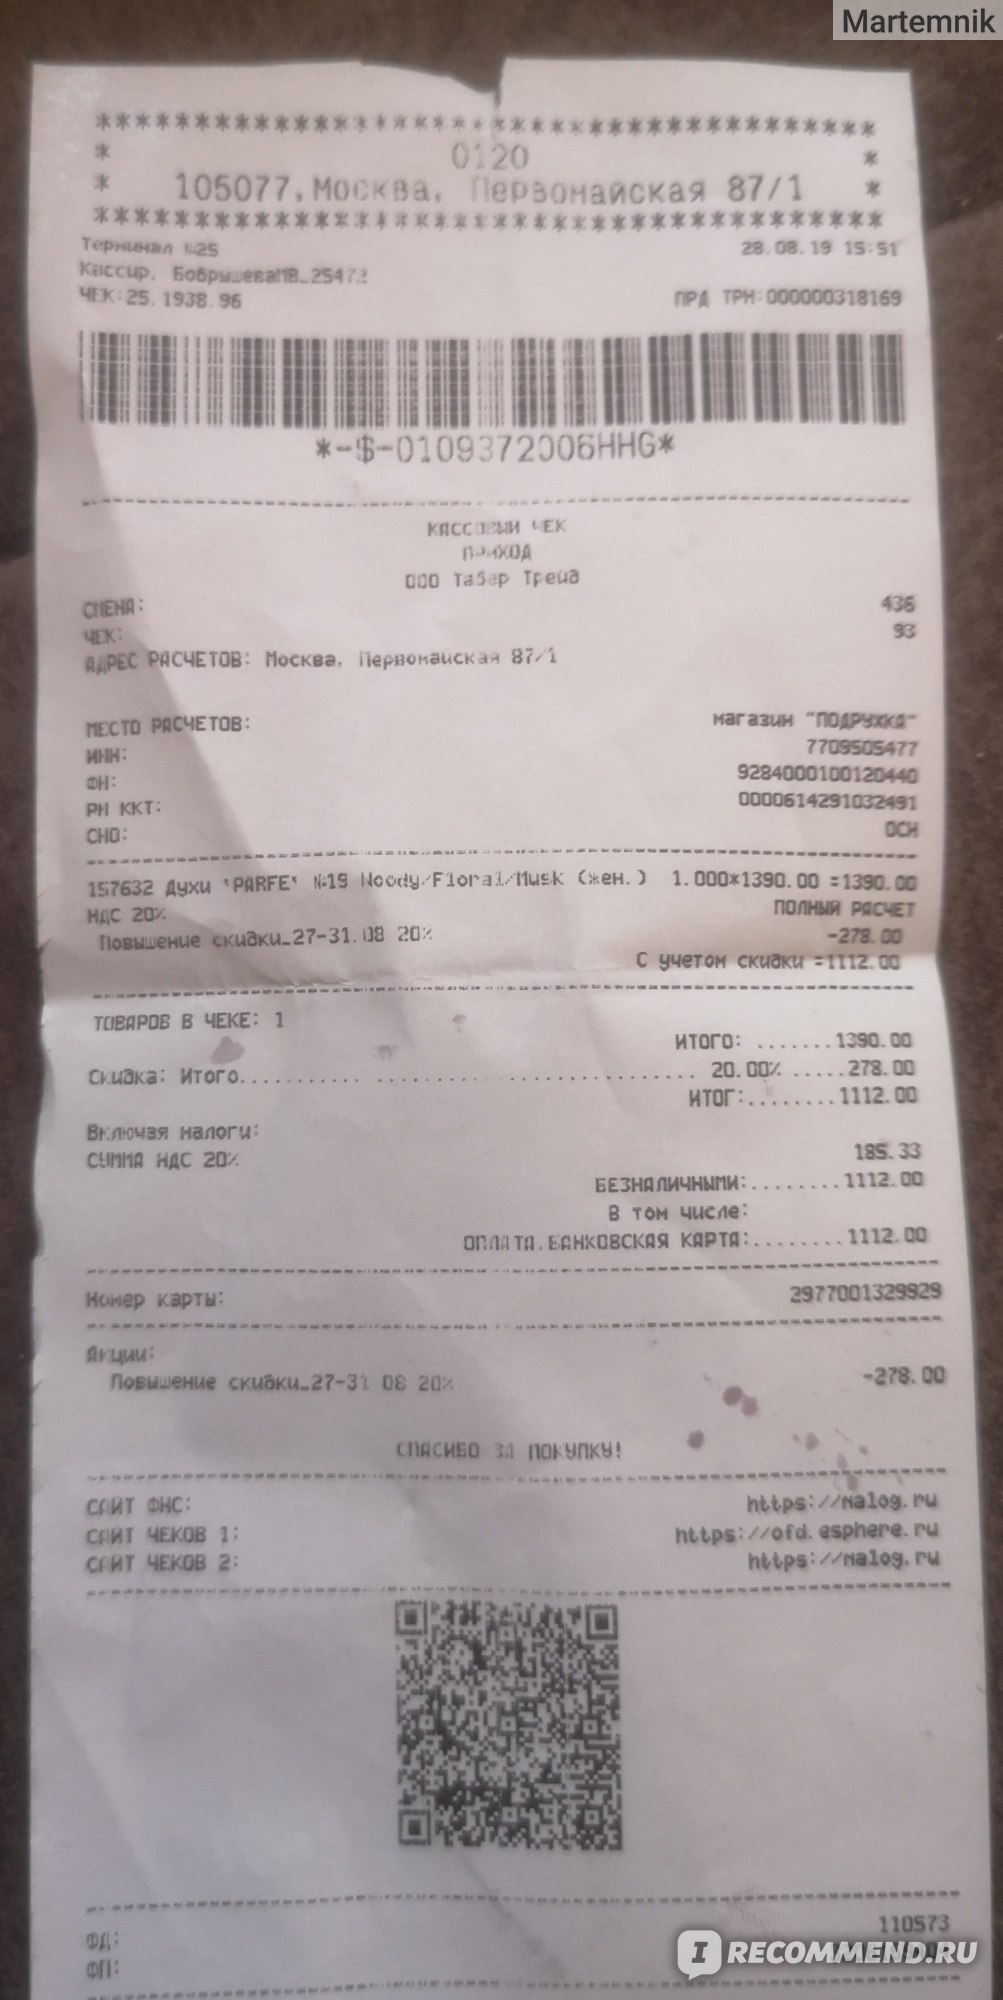 Martemnik
****************************************
* 0120 *
* 105077,Москва, Первомайская 87/1 *
****************************************
Терминал №25 28.08.19 15:51
Кассир, БобрышеваМВ_25472
ЧЕК:25.1938.96 ПРД ТРН:000000318169
*-$-0109372006HHG*
КАССОВЫЙ ЧЕК
ПРИХОД
ООО Табер Трейд
СМЕНА: 436
ЧЕК: 93
АДРЕС РАСЧЕТОВ: Москва, Первомайская 87/1
МЕСТО РАСЧЕТОВ: магазин "ПОДРУЖКА"
ИНН: 7709505477
ФН: 9284000100120440
РН ККТ: 0000614291032491
СНО: ОСН
157632 Духи 'PARFE' №19 Woody/Floral/Musk (жен.) 1.000*1390.00 =1390.00
НДС 20% ПОЛНЫЙ РАСЧЕТ
Повышение скидки_27-31.08 20% -278.00
С учетом скидки =1112.00
ТОВАРОВ В ЧЕКЕ: 1
ИТОГО: .......1390.00
Скидка: Итого........... ............................. 20.00% .....278.00
ИТОГ:........1112.00
Включая налоги:
СУММА НДС 20% 185.33
БЕЗНАЛИЧНЫМИ:........1112.00
В том числе:
ОПЛАТА.БАНКОВСКАЯ КАРТА:........1112.00
Номер карты: 2977001329929
Акции:
Повышение скидки_27-31 08 20% -278.00
СПАСИБО ЗА ПОКУПКУ!
САЙТ ФНС: https://nalog.ru
САЙТ ЧЕКОВ 1: https://ofd.esphere.ru
САЙТ ЧЕКОВ 2: https://nalog.ru
ФД: 110573
ФП:
IRECOMMEND.RU